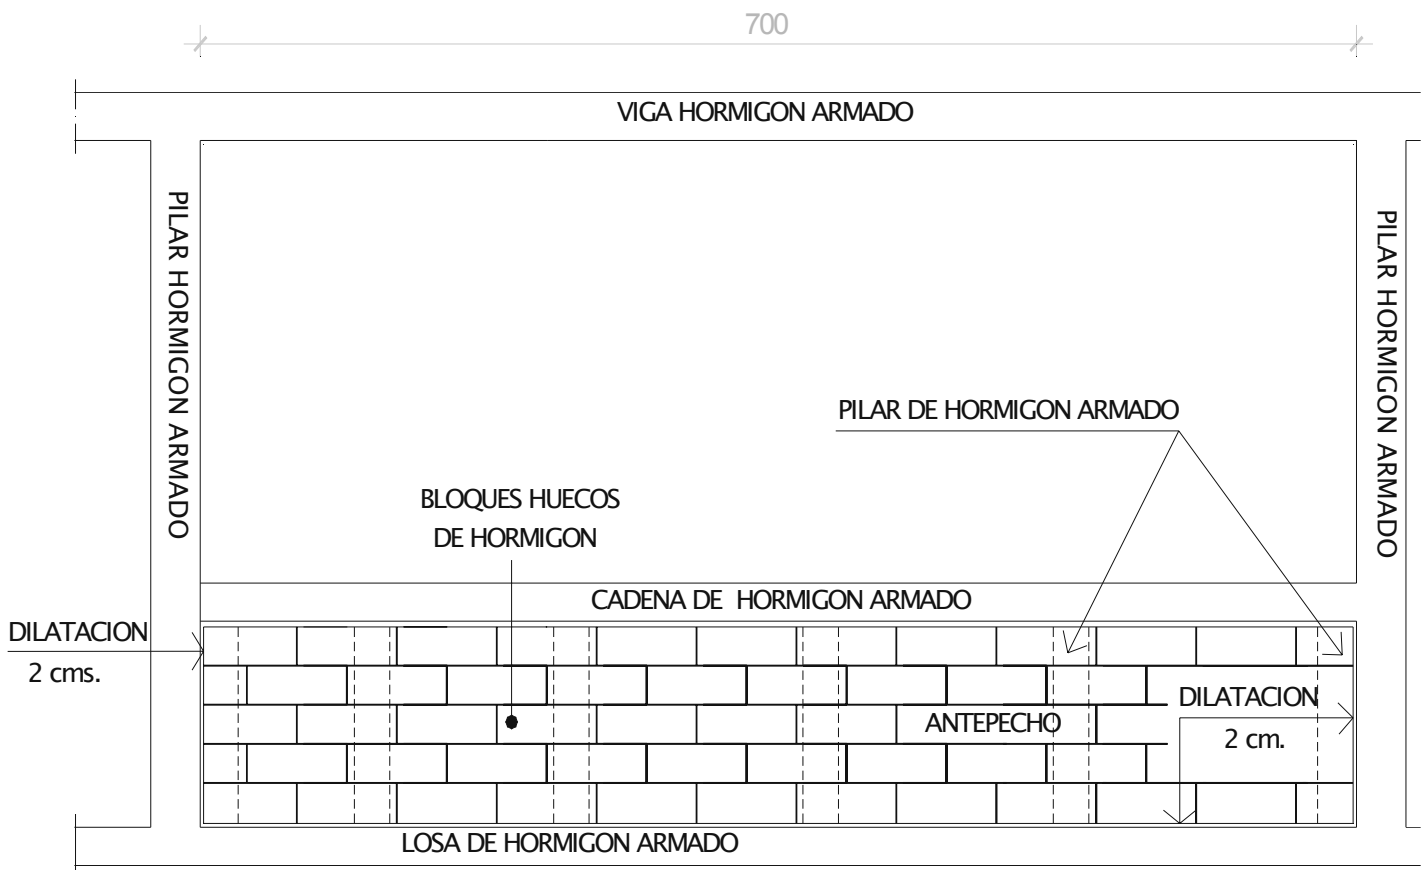 700
VIGA HORMIGON ARMADO
PILAR HORMIGON ARMADO
PILAR HORMIGON ARMADO
PILAR DE HORMIGON ARMADO
BLOQUES HUECOS
DE HORMIGON
CADENA DE HORMIGON ARMADO
DILATACION
2 cms.
ANTEPECHO
DILATACION
2 cm.
LOSA DE HORMIGON ARMADO